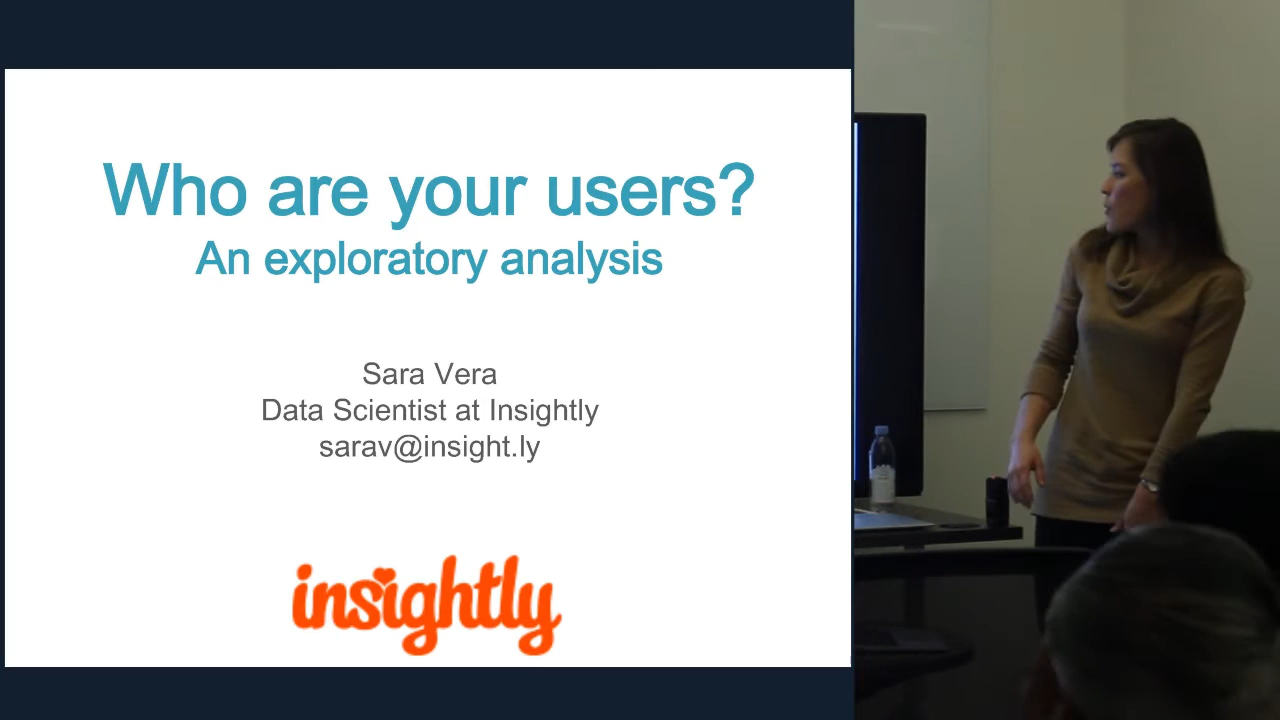 Who are your users?
An exploratory analysis
Sara Vera
Data Scientist at Insightly
sarav@insight.ly
insightly